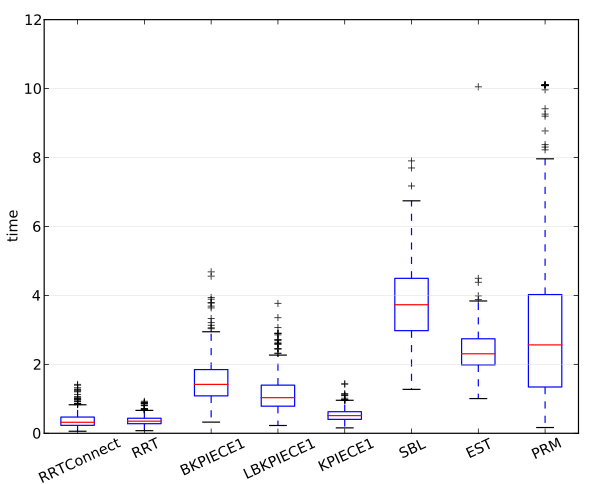 12
10
8
6
4
2
0
time
RRTConnect
RRT
BKPIECE1
LBKPIECE1
KPIECE1
SBL
EST
PRM